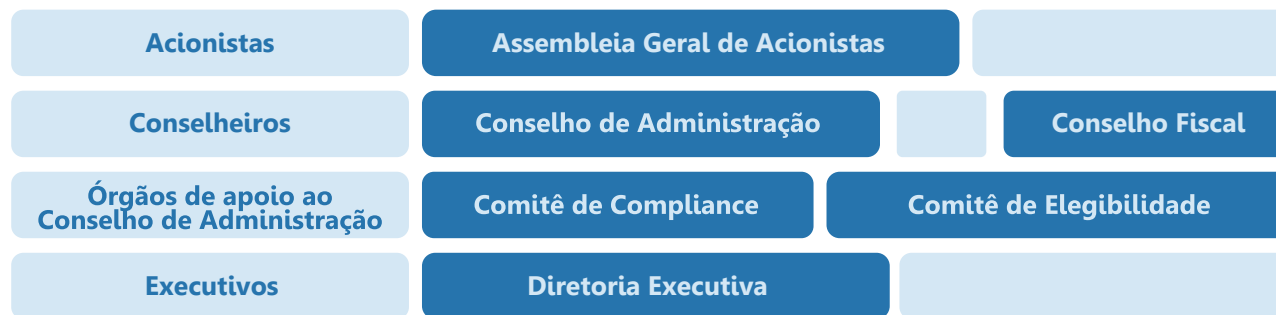 Acionistas
Assembleia Geral de Acionistas
Conselheiros
Conselho de Administração
Conselho Fiscal
Órgãos de apoio ao
Conselho de Administração
Comitê de Compliance
Comitê de Elegibilidade
Executivos
Diretoria Executiva